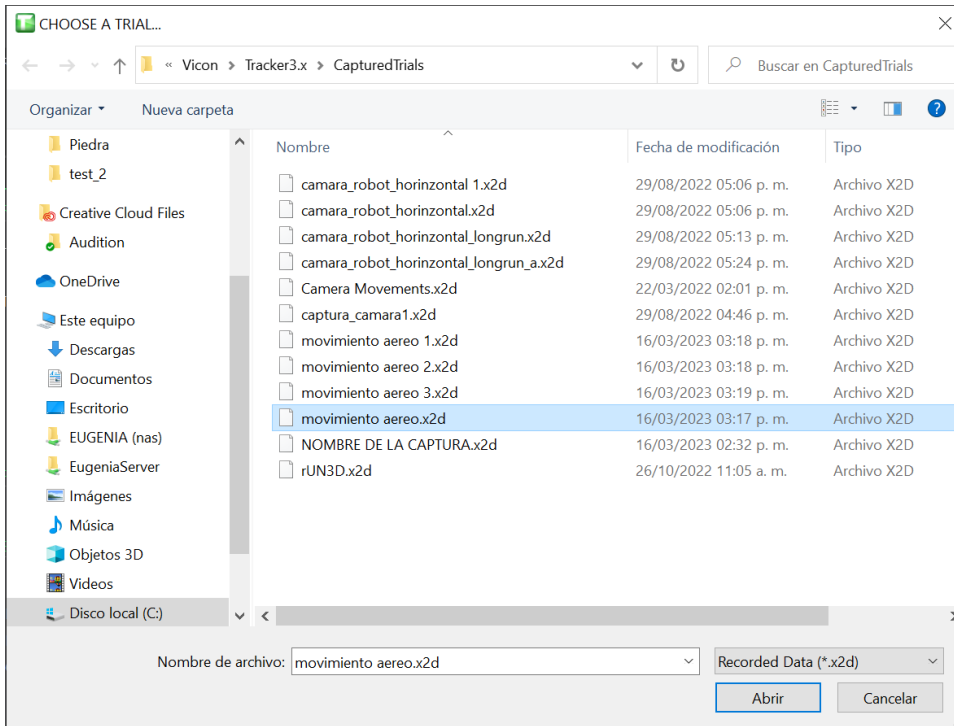 CHOOSE A TRIAL...
« Vicon > Tracker3.x > CapturedTrials
Buscar en CapturedTrials
Organizar
Nueva carpeta
Piedra
test_2
Creative Cloud Files
Audition
OneDrive
Este equipo
Descargas
Documentos
Escritorio
EUGENIA (nas)
EugeniaServer
Imágenes
Música
Objetos 3D
Videos
Disco local (C:)
Nombre Fecha de modificación Tipo
camara_robot_horinzontal 1.x2d 29/08/2022 05:06 p. m. Archivo X2D
camara_robot_horinzontal.x2d 29/08/2022 05:06 p. m. Archivo X2D
camara_robot_horinzontal_longrun.x2d 29/08/2022 05:13 p. m. Archivo X2D
camara_robot_horinzontal_longrun_a.x2d 29/08/2022 05:24 p. m. Archivo X2D
Camera Movements.x2d 22/03/2022 02:01 p. m. Archivo X2D
captura_camara1.x2d 29/08/2022 04:46 p. m. Archivo X2D
movimiento aereo 1.x2d 16/03/2023 03:18 p. m. Archivo X2D
movimiento aereo 2.x2d 16/03/2023 03:18 p. m. Archivo X2D
movimiento aereo 3.x2d 16/03/2023 03:19 p. m. Archivo X2D
movimiento aereo.x2d 16/03/2023 03:17 p. m. Archivo X2D
NOMBRE DE LA CAPTURA.x2d 16/03/2023 02:32 p. m. Archivo X2D
rUN3D.x2d 26/10/2022 11:05 a. m. Archivo X2D
Nombre de archivo: movimiento aereo.x2d
Recorded Data (*.x2d)
Abrir
Cancelar